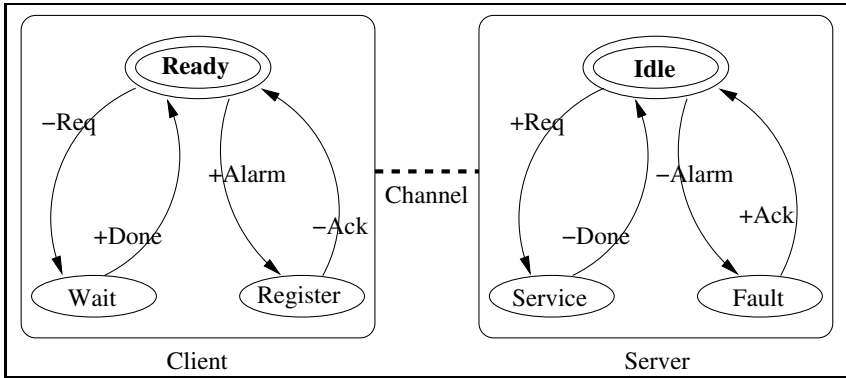 Ready
−Req
+Alarm
+Done
−Ack
Wait
Register
Client
Channel
Idle
+Req
−Alarm
−Done
+Ack
Service
Fault
Server